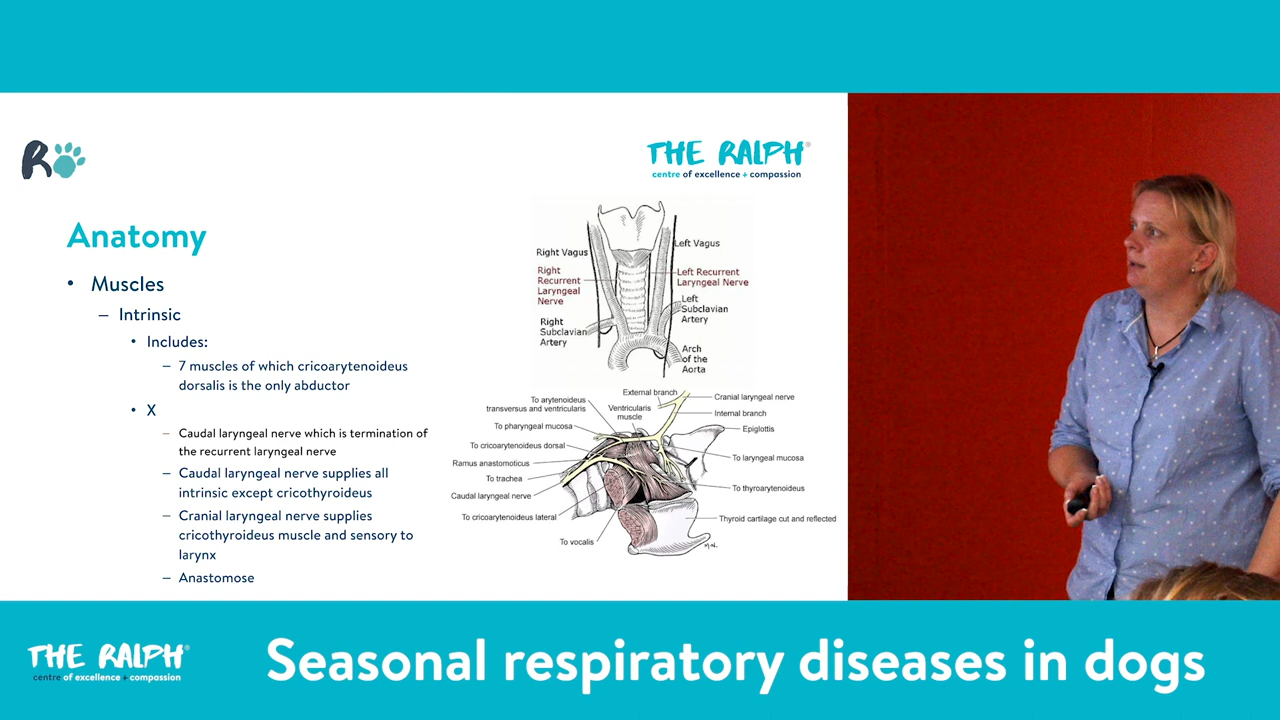 R
THE RALPH®
centre of excellence + compassion
Anatomy
• Muscles
– Intrinsic
• Includes:
– 7 muscles of which cricoarytenoideus
dorsalis is the only abductor
• X
– Caudal laryngeal nerve which is termination of
the recurrent laryngeal nerve
– Caudal laryngeal nerve supplies all
intrinsic except cricothyroideus
– Cranial laryngeal nerve supplies
cricothyroideus muscle and sensory to
larynx
– Anastomose
Right Vagus
Left Vagus
Right
Recurrent
Laryngeal
Nerve
Left Recurrent
Laryngeal Nerve
Right
Subclavian
Artery
Left
Subclavian
Artery
Arch
of the
Aorta
External branch
Cranial laryngeal nerve
To arytenoideus
transversus and ventricularis
Ventricularis
muscle
Internal branch
To pharyngeal mucosa
Epiglottis
To cricoarytenoideus dorsal
To laryngeal mucosa
Ramus anastomoticus
To trachea
To thyroarytenoideus
Caudal laryngeal nerve
To cricoarytenoideus lateral
Thyroid cartilage cut and reflected
To vocalis
M.N.
THE RALPH®
centre of excellence + compassion
Seasonal respiratory diseases in dogs